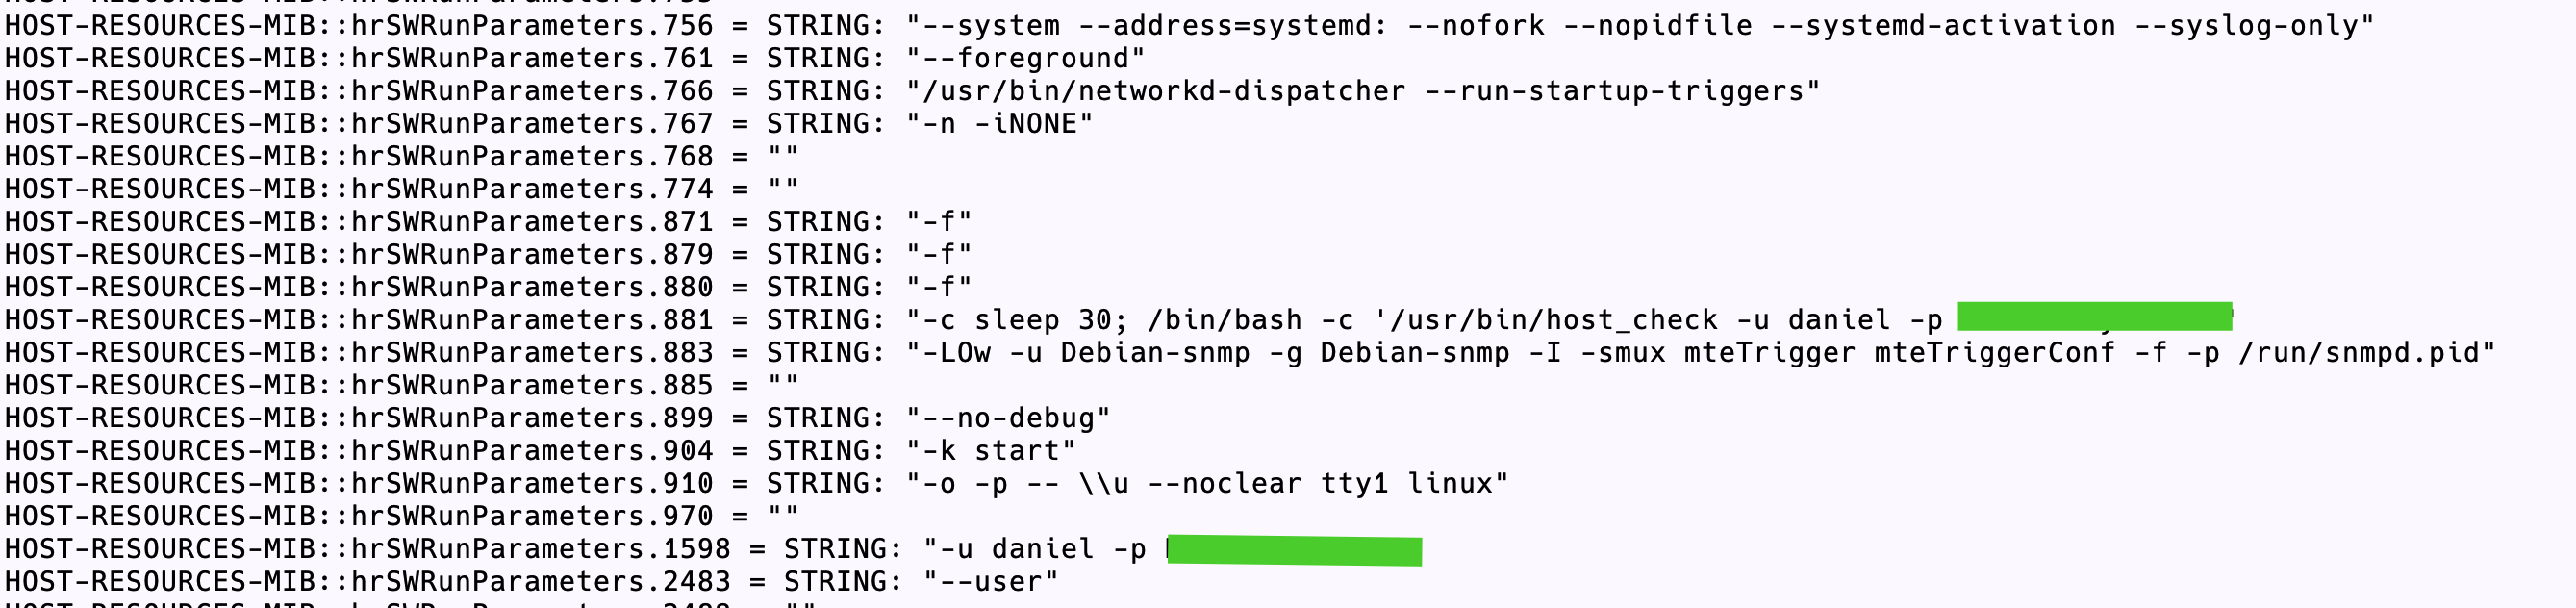 HOST-RESOURCES-MIB::hrSWRunParameters.756 = STRING: "--system --address=systemd: --nofork --nopidfile --systemd-activation --syslog-only"
HOST-RESOURCES-MIB::hrSWRunParameters.761 = STRING: "--foreground"
HOST-RESOURCES-MIB::hrSWRunParameters.766 = STRING: "/usr/bin/networkd-dispatcher --run-startup-triggers"
HOST-RESOURCES-MIB::hrSWRunParameters.767 = STRING: "-n -iNONE"
HOST-RESOURCES-MIB::hrSWRunParameters.768 = ""
HOST-RESOURCES-MIB::hrSWRunParameters.774 = ""
HOST-RESOURCES-MIB::hrSWRunParameters.871 = STRING: "-f"
HOST-RESOURCES-MIB::hrSWRunParameters.879 = STRING: "-f"
HOST-RESOURCES-MIB::hrSWRunParameters.880 = STRING: "-f"
HOST-RESOURCES-MIB::hrSWRunParameters.881 = STRING: "-c sleep 30; /bin/bash -c '/usr/bin/host_check -u daniel -p
HOST-RESOURCES-MIB::hrSWRunParameters.883 = STRING: "-LOw -u Debian-snmp -g Debian-snmp -I -smux mteTrigger mteTriggerConf -f -p /run/snmpd.pid"
HOST-RESOURCES-MIB::hrSWRunParameters.885 = ""
HOST-RESOURCES-MIB::hrSWRunParameters.899 = STRING: "--no-debug"
HOST-RESOURCES-MIB::hrSWRunParameters.904 = STRING: "-k start"
HOST-RESOURCES-MIB::hrSWRunParameters.910 = STRING: "-o -p -- \\u --noclear tty1 linux"
HOST-RESOURCES-MIB::hrSWRunParameters.970 = ""
HOST-RESOURCES-MIB::hrSWRunParameters.1598 = STRING: "-u daniel -p
HOST-RESOURCES-MIB::hrSWRunParameters.2483 = STRING: "--user"